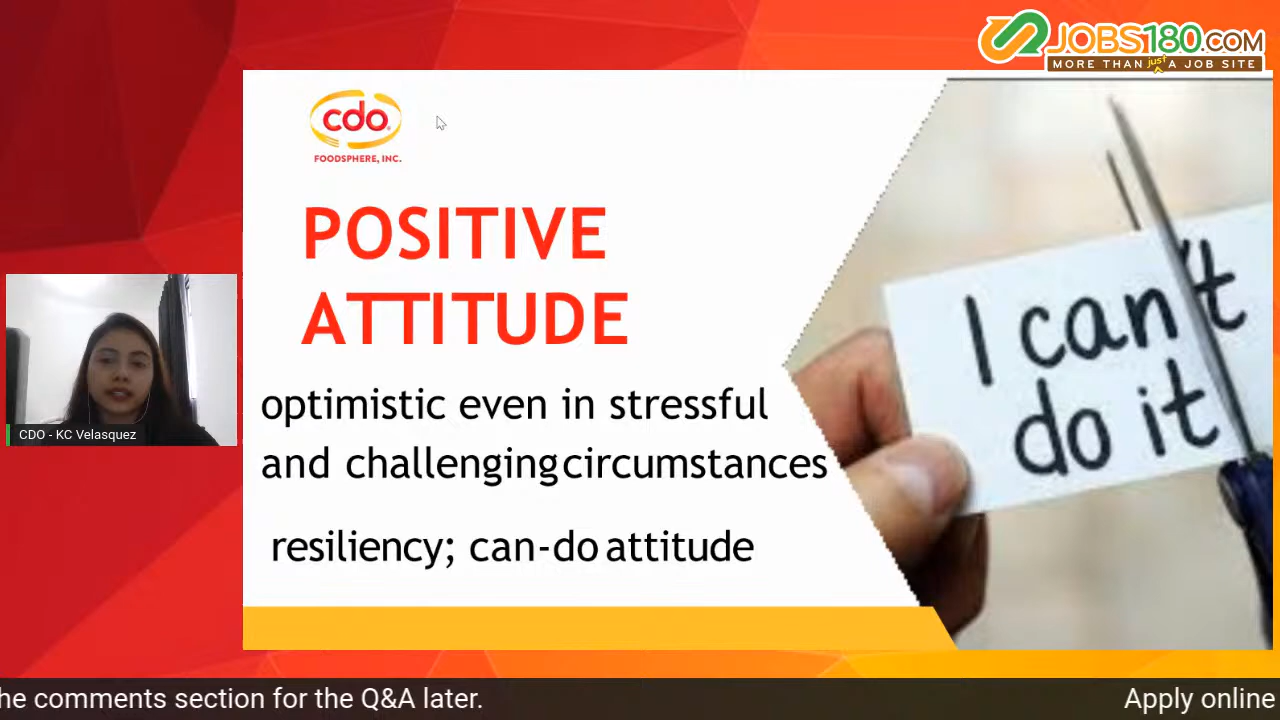 JOBS180.COM
MORE THAN just A JOB SITE
cdo
FOODSPHERE, INC.
POSITIVE
ATTITUDE
optimistic even in stressful
and challenging circumstances
resiliency; can-do attitude
I can't
do it
CDO - KC Velasquez
he comments section for the Q&A later.
Apply online